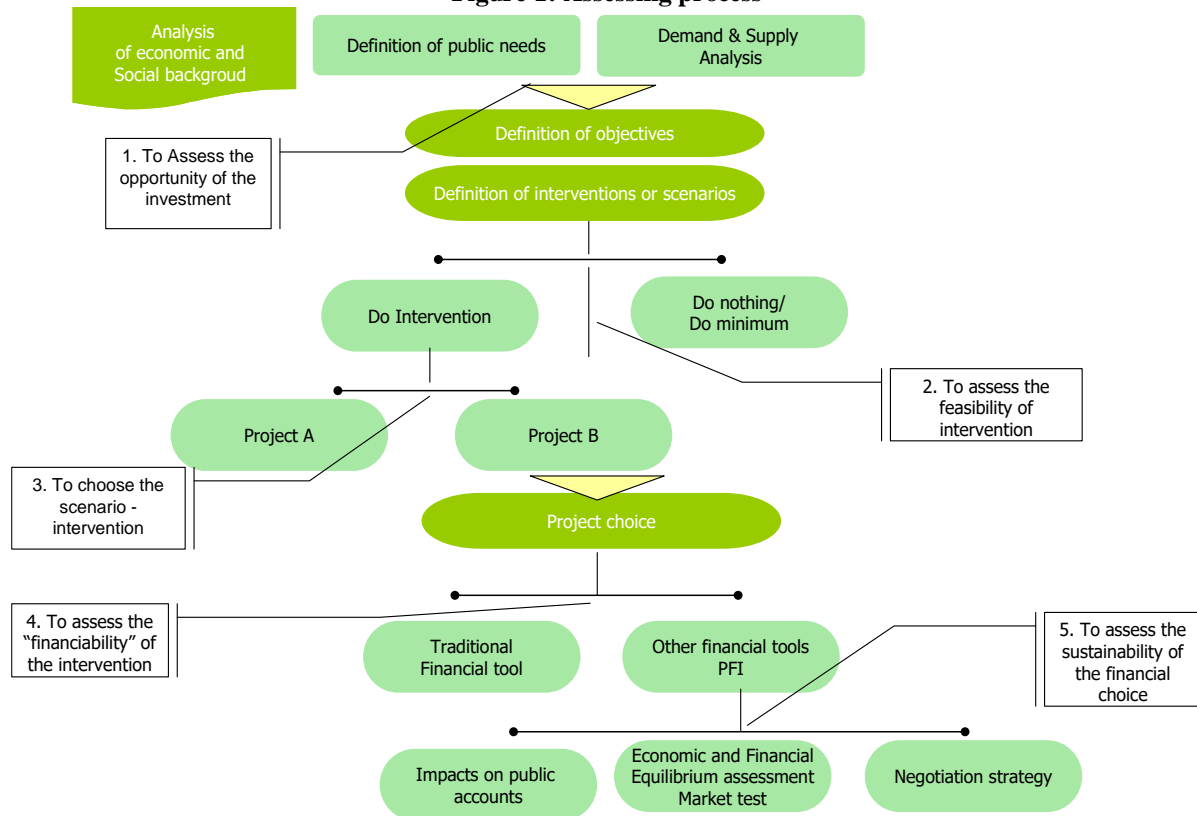 Figure 1: Assessing process
Analysis
of economic and
Social backgroud
Definition of public needs
Demand & Supply
Analysis
Definition of objectives
1. To Assess the
opportunity of the
investment
Definition of interventions or scenarios
Do Intervention
Do nothing/
Do minimum
2. To assess the
feasibility of
intervention
Project A
Project B
3. To choose the
scenario -
intervention
Project choice
4. To assess the
“financiability” of
the intervention
Traditional
Financial tool
Other financial tools
PFI
5. To assess the
sustainability of
the financial
choice
Impacts on public
accounts
Economic and Financial
Equilibrium assessment
Market test
Negotiation strategy